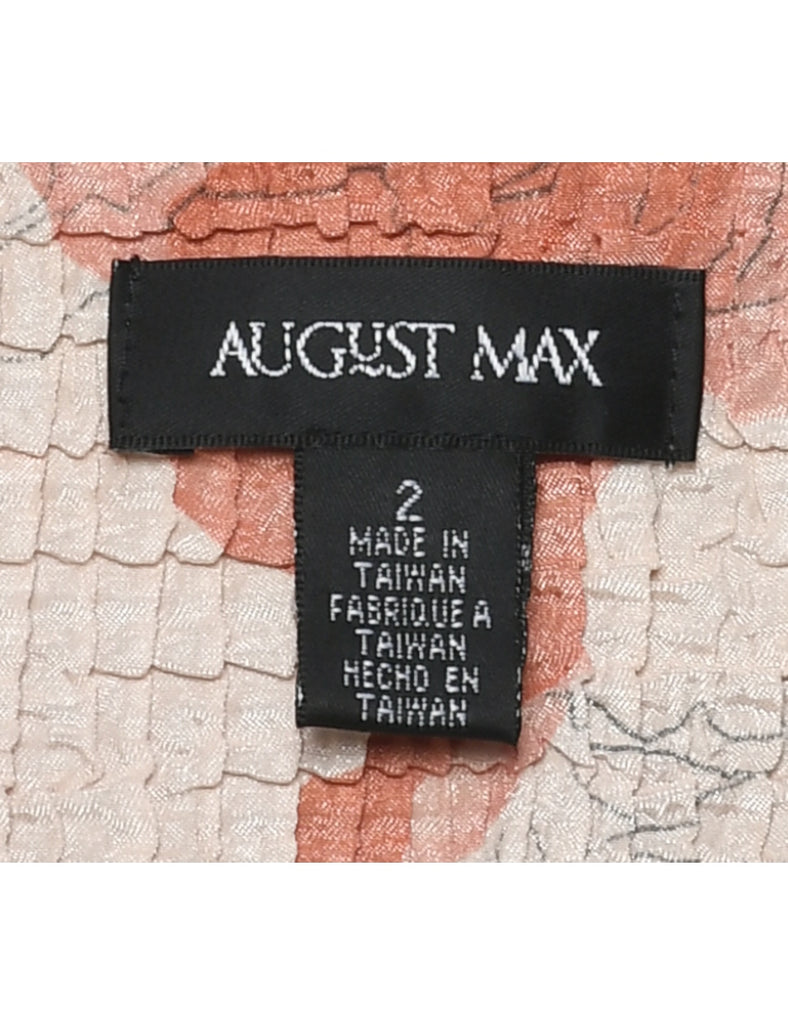 AUGUST MAX
2
MADE IN
TAIWAN
FABRIQUE A
TAIWAN
HECHO EN
TAIWAN